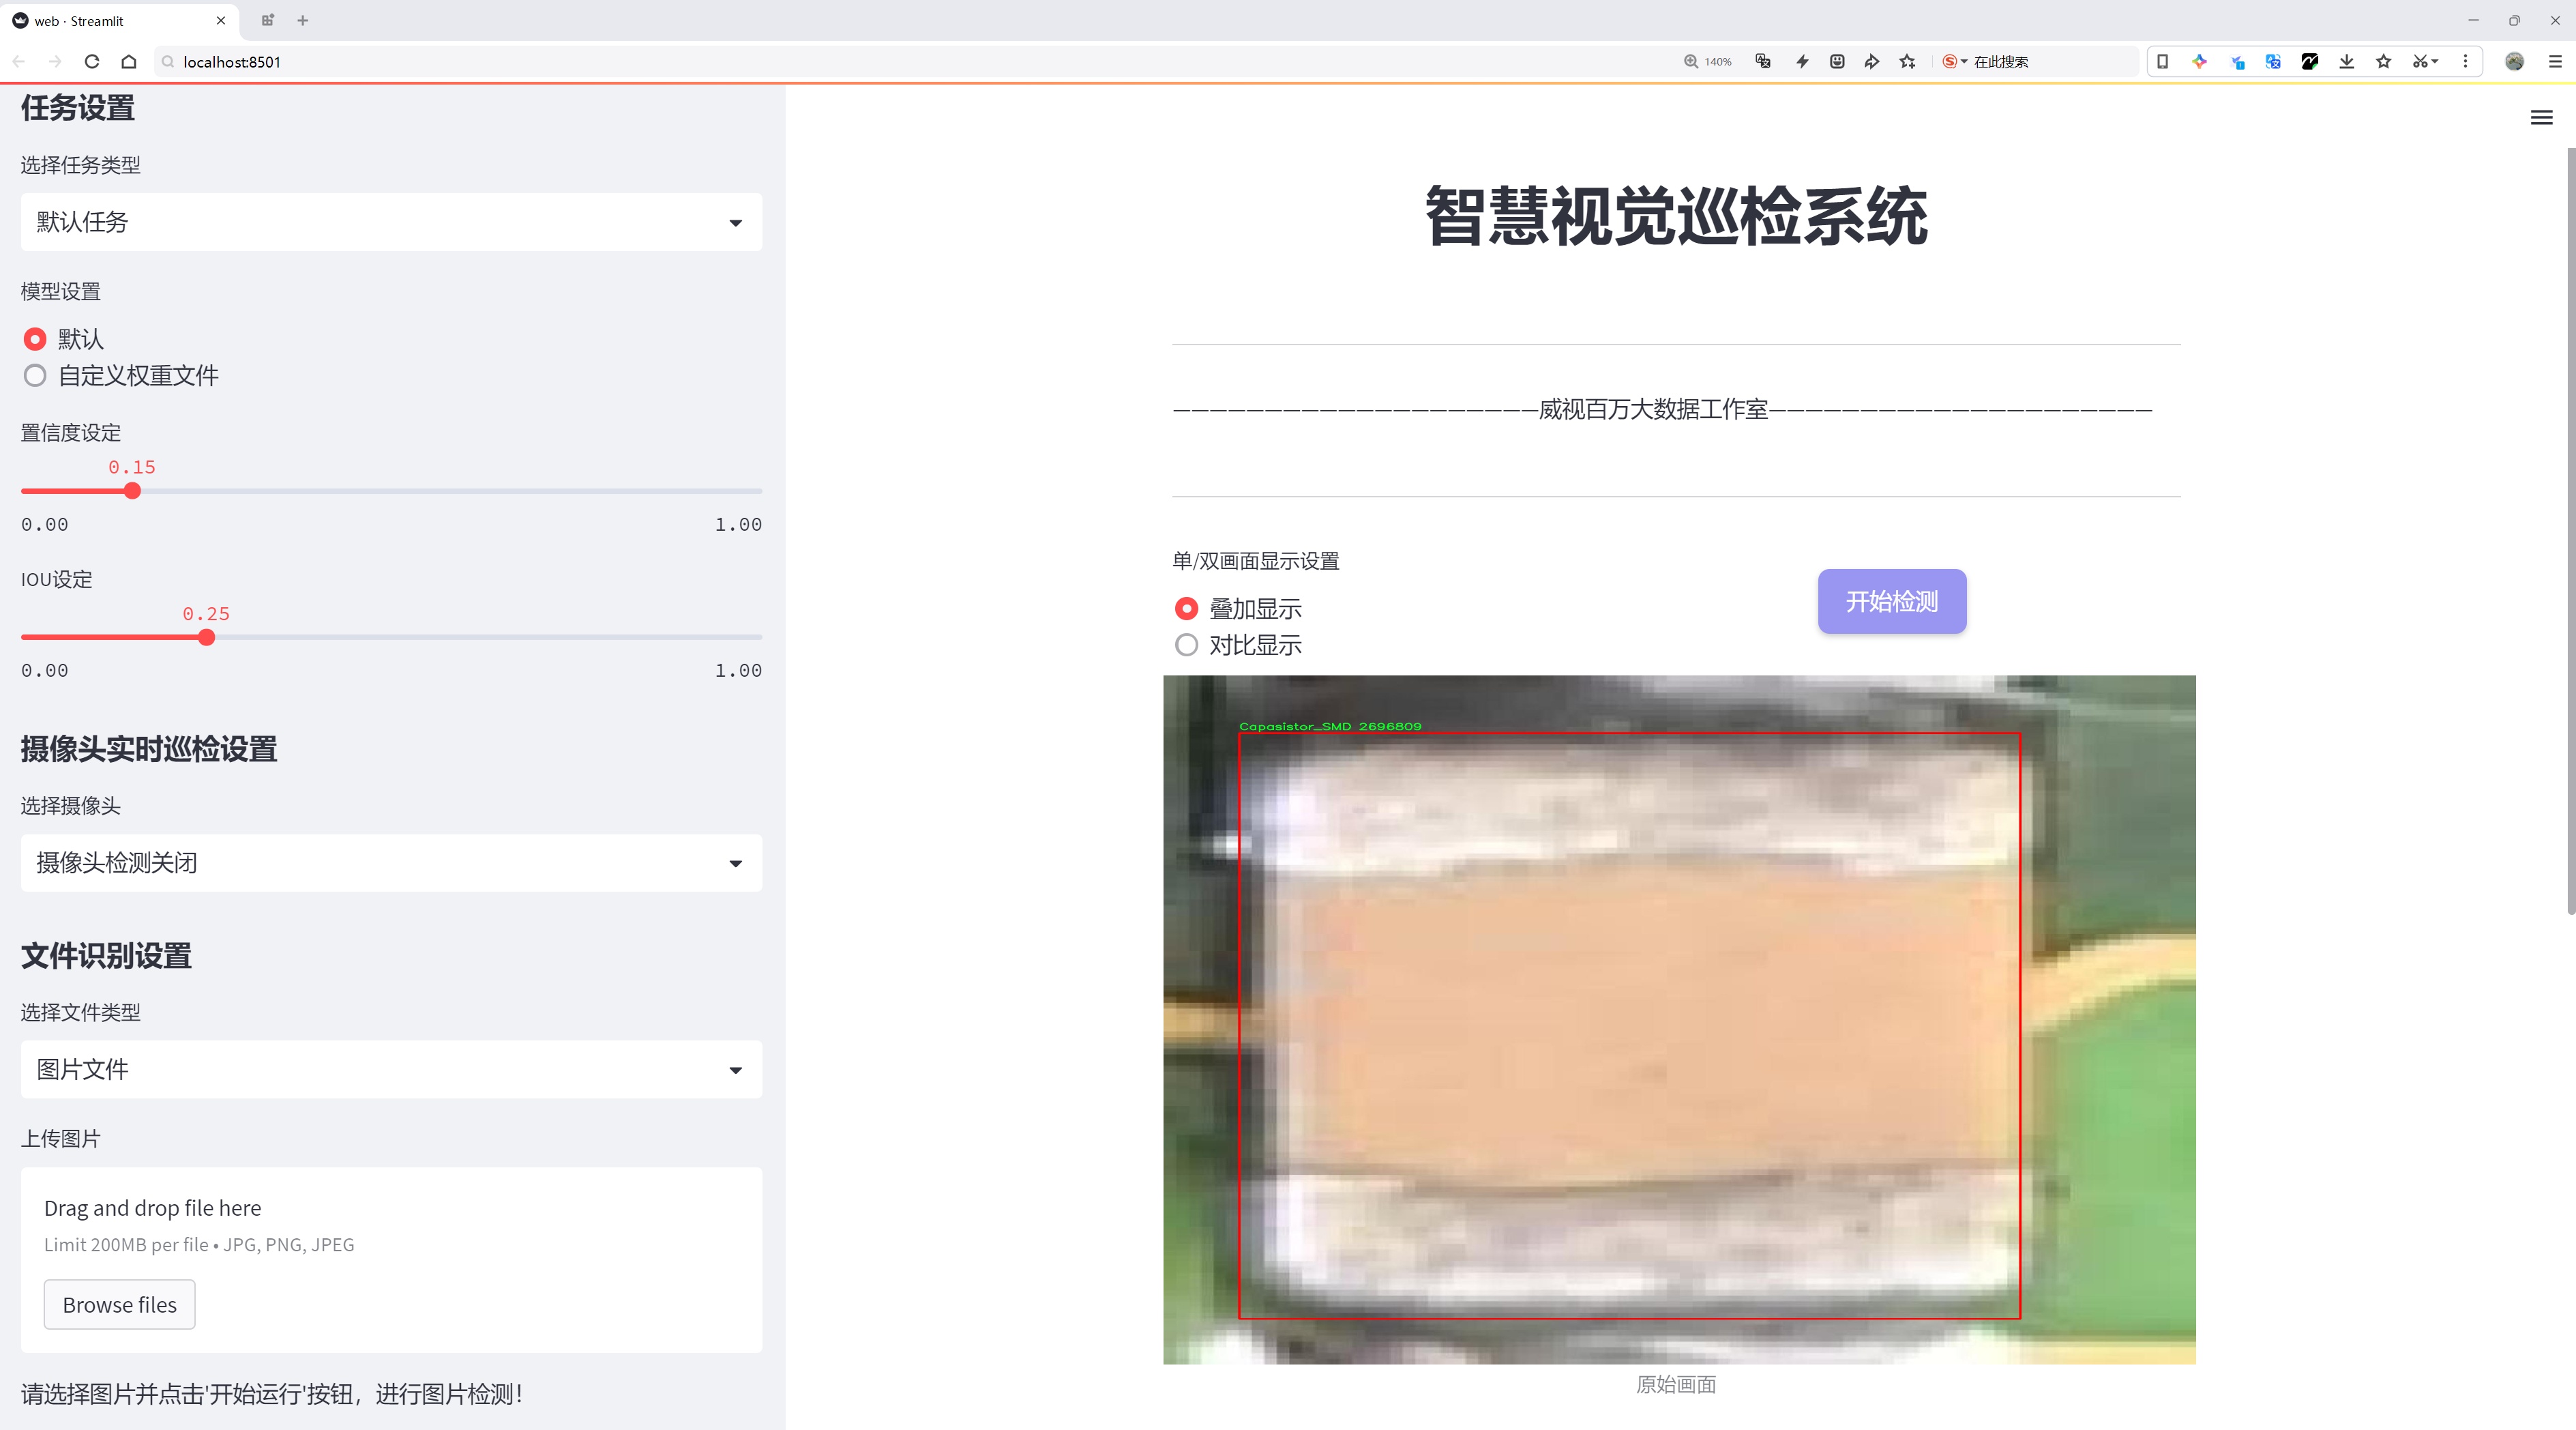 web · Streamlit
localhost:8501
140%
在此搜索
任务设置
选择任务类型
默认任务
模型设置
默认
自定义权重文件
置信度设定
0.15
0.00
1.00
IOU设定
0.25
0.00
1.00
摄像头实时巡检设置
选择摄像头
摄像头检测关闭
文件识别设置
选择文件类型
图片文件
上传图片
Drag and drop file here
Limit 200MB per file • JPG, PNG, JPEG
Browse files
请选择图片并点击'开始运行'按钮，进行图片检测！
智慧视觉巡检系统
————————————————————威视百万大数据工作室—————————————————————
单/双画面显示设置
叠加显示
对比显示
开始检测
Capasistor_SMD 2696809
原始画面